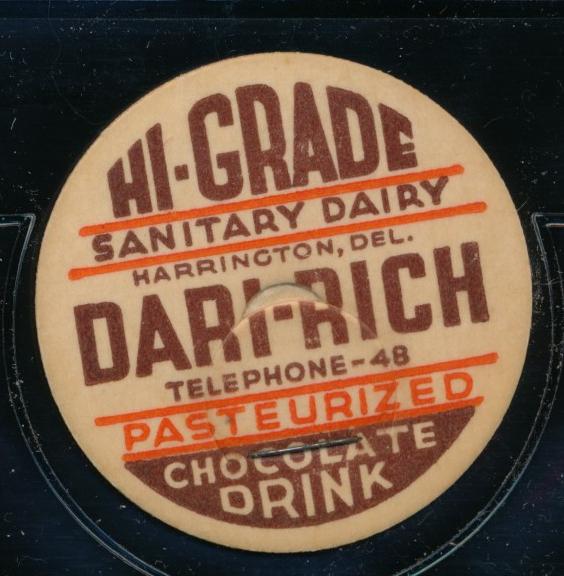 HI-GRADE
SANITARY DAIRY
HARRINGTON, DEL.
DARI-RICH
TELEPHONE-48
PASTEURIZED
CHOCOLATE
DRINK